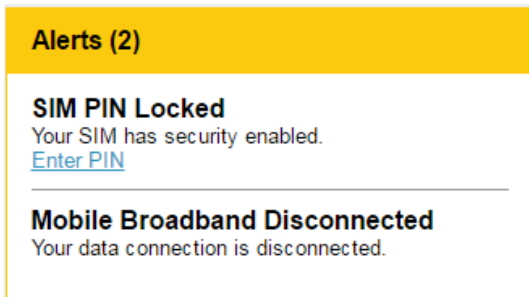 Alerts (2)
SIM PIN Locked
Your SIM has security enabled.
Enter PIN
Mobile Broadband Disconnected
Your data connection is disconnected.